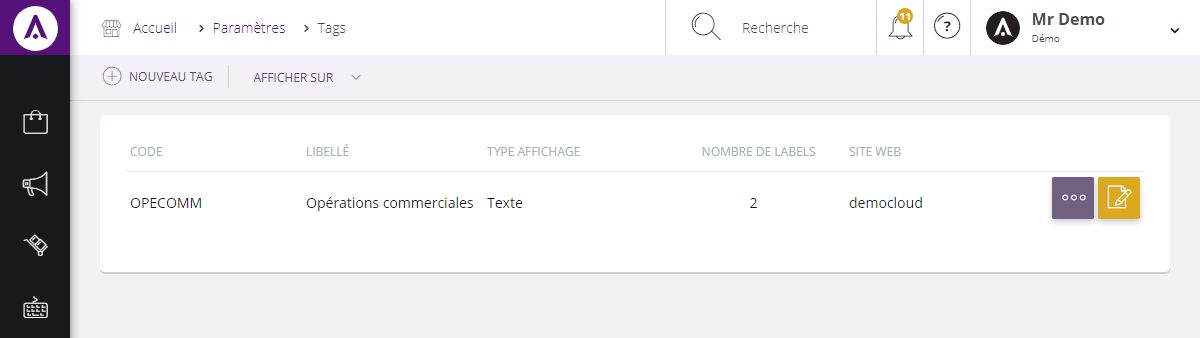 Accueil > Paramètres > Tags
Recherche
11
?
Mr Demo
Démo
NOUVEAU TAG
AFFICHER SUR
CODE LIBELLÉ TYPE AFFICHAGE NOMBRE DE LABELS SITE WEB
OPECOMM Opérations commerciales Texte 2 democloud